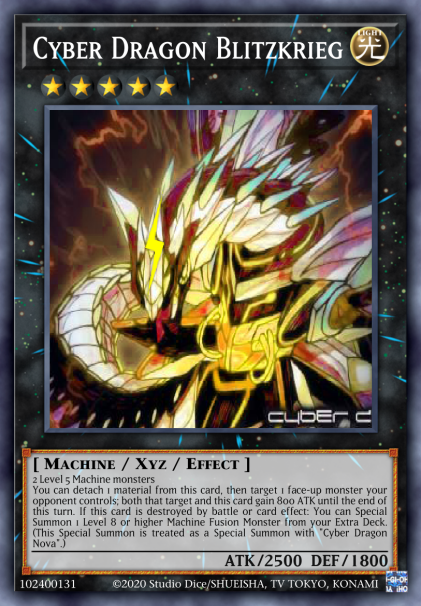 CYBER DRAGON BLITZKRIEG
LIGHT
光
cyber d
[ MACHINE / XYZ / EFFECT ]
2 Level 5 Machine monsters
You can detach 1 material from this card, then target 1 face-up monster your
opponent controls; both that target and this card gain 800 ATK until the end of
this turn. If this card is destroyed by battle or card effect: You can Special
Summon 1 Level 8 or higher Machine Fusion Monster from your Extra Deck.
(This Special Summon is treated as a Special Summon with "Cyber Dragon
Nova".)
ATK/2500 DEF/1800
102400131 ©2020 Studio Dice/SHUEISHA, TV TOKYO, KONAMI